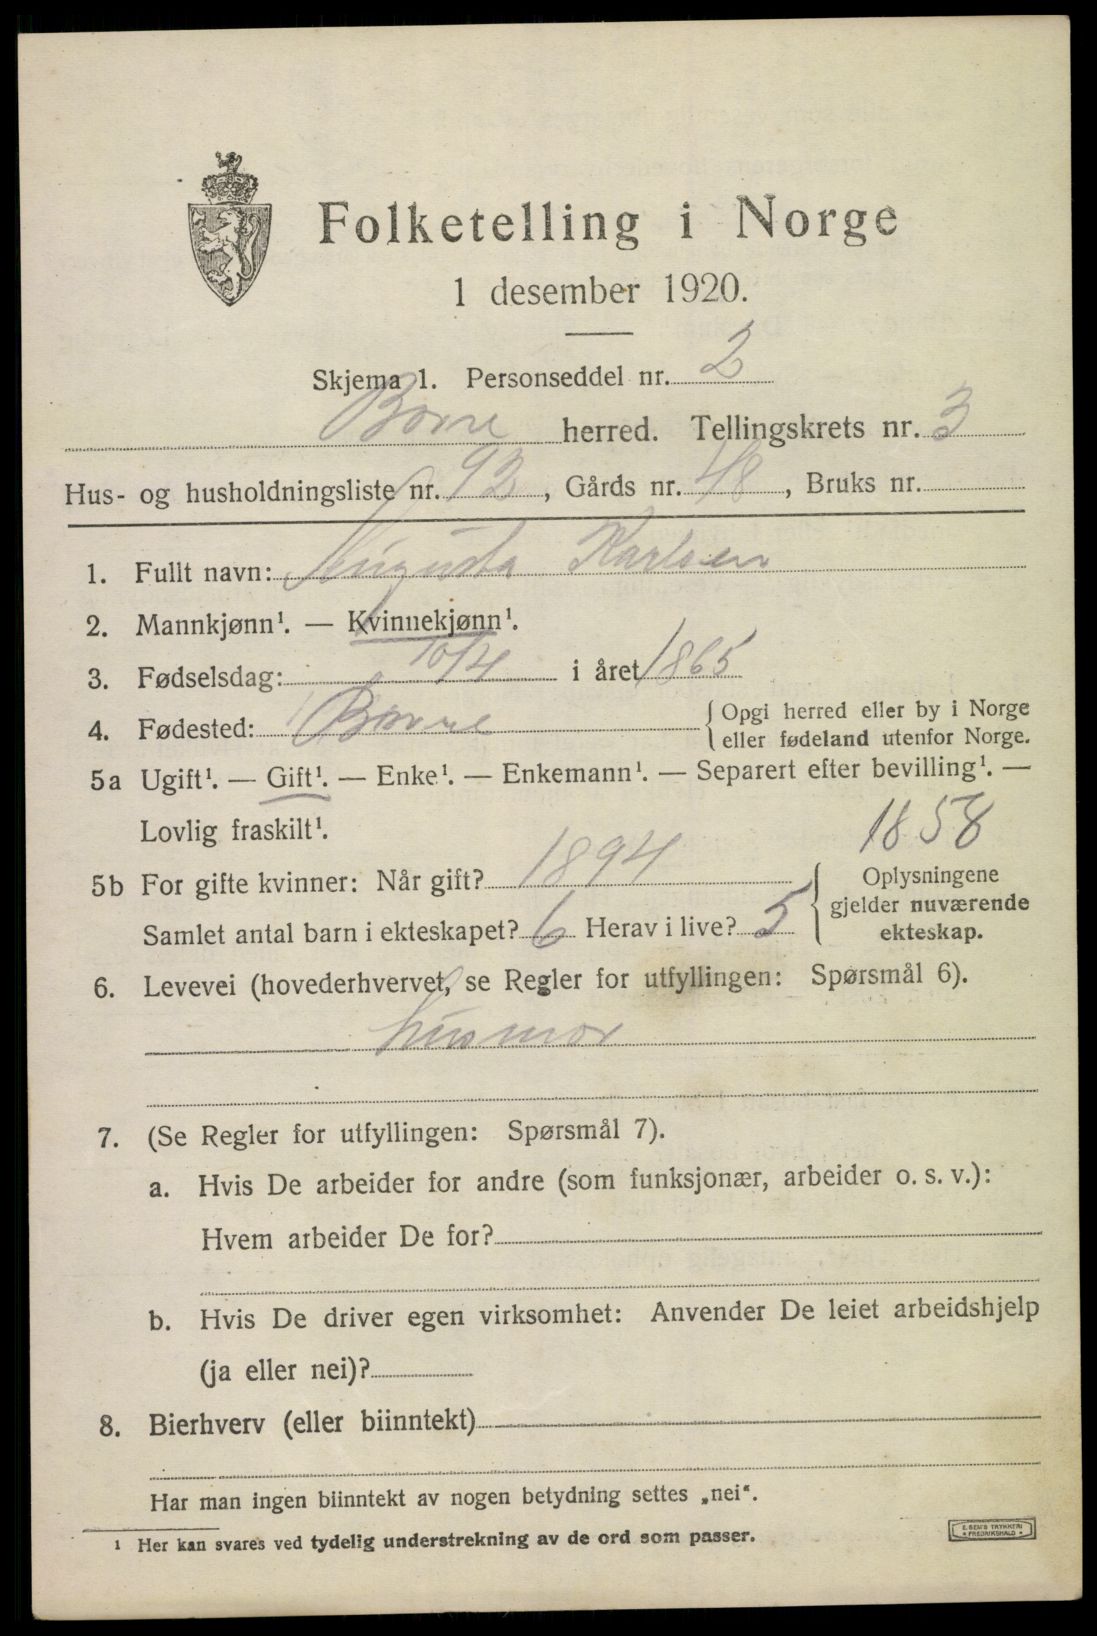 Folketelling i Norge
1 desember 1920.
Skjema 1. Personseddel nr. 2
Borre herred. Tellingskrets nr. 3
Hus- og husholdningsliste nr. 92, Gårds nr. 48, Bruks nr.
1. Fullt navn: Augusta Karlsen
2. Mannkjønn¹. — Kvinnekjønn¹.
3. Fødselsdag: 10/4 i året 1865
4. Fødested: Borre {Opgi herred eller by i Norge
eller fødeland utenfor Norge.
5a Ugift¹. — Gift¹. — Enke¹. — Enkemann¹. — Separert efter bevilling¹. —
Lovlig fraskilt¹.
1858
5b For gifte kvinner: Når gift? 1894
Samlet antal barn i ekteskapet? 6 Herav i live? 5
{Oplysningene
gjelder nuværende
ekteskap.
6. Levevei (hovederhvervet, se Regler for utfyllingen: Spørsmål 6).
husmor
7. (Se Regler for utfyllingen: Spørsmål 7).
a. Hvis De arbeider for andre (som funksjonær, arbeider o. s. v.):
Hvem arbeider De for?
b. Hvis De driver egen virksomhet: Anvender De leiet arbeidshjelp
(ja eller nei)?
8. Bierhverv (eller biinntekt)
Har man ingen biinntekt av nogen betydning settes „nei“.
¹ Her kan svares ved tydelig understrekning av de ord som passer.
E. SEM'S TRYKKERI
FREDRIKSHALD